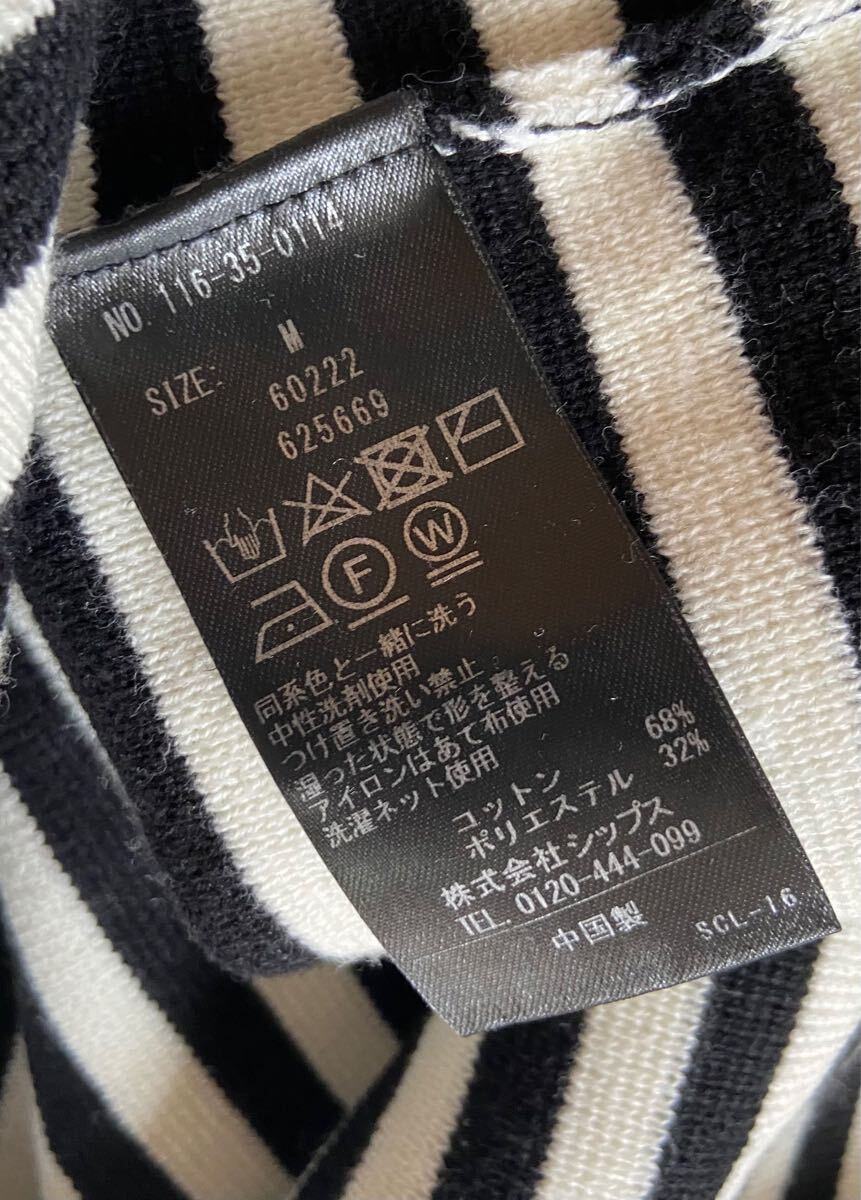 NO. 116-35-0114
SIZE: M
60222
625669
F W
同系色と一緒に洗う
中性洗剤使用
つけ置き洗い禁止
湿った状態で形を整える
アイロンはあて布使用
洗濯ネット使用
コットン 68%
ポリエステル 32%
株式会社シップス
TEL. 0120-444-099
中国製 SCL-16